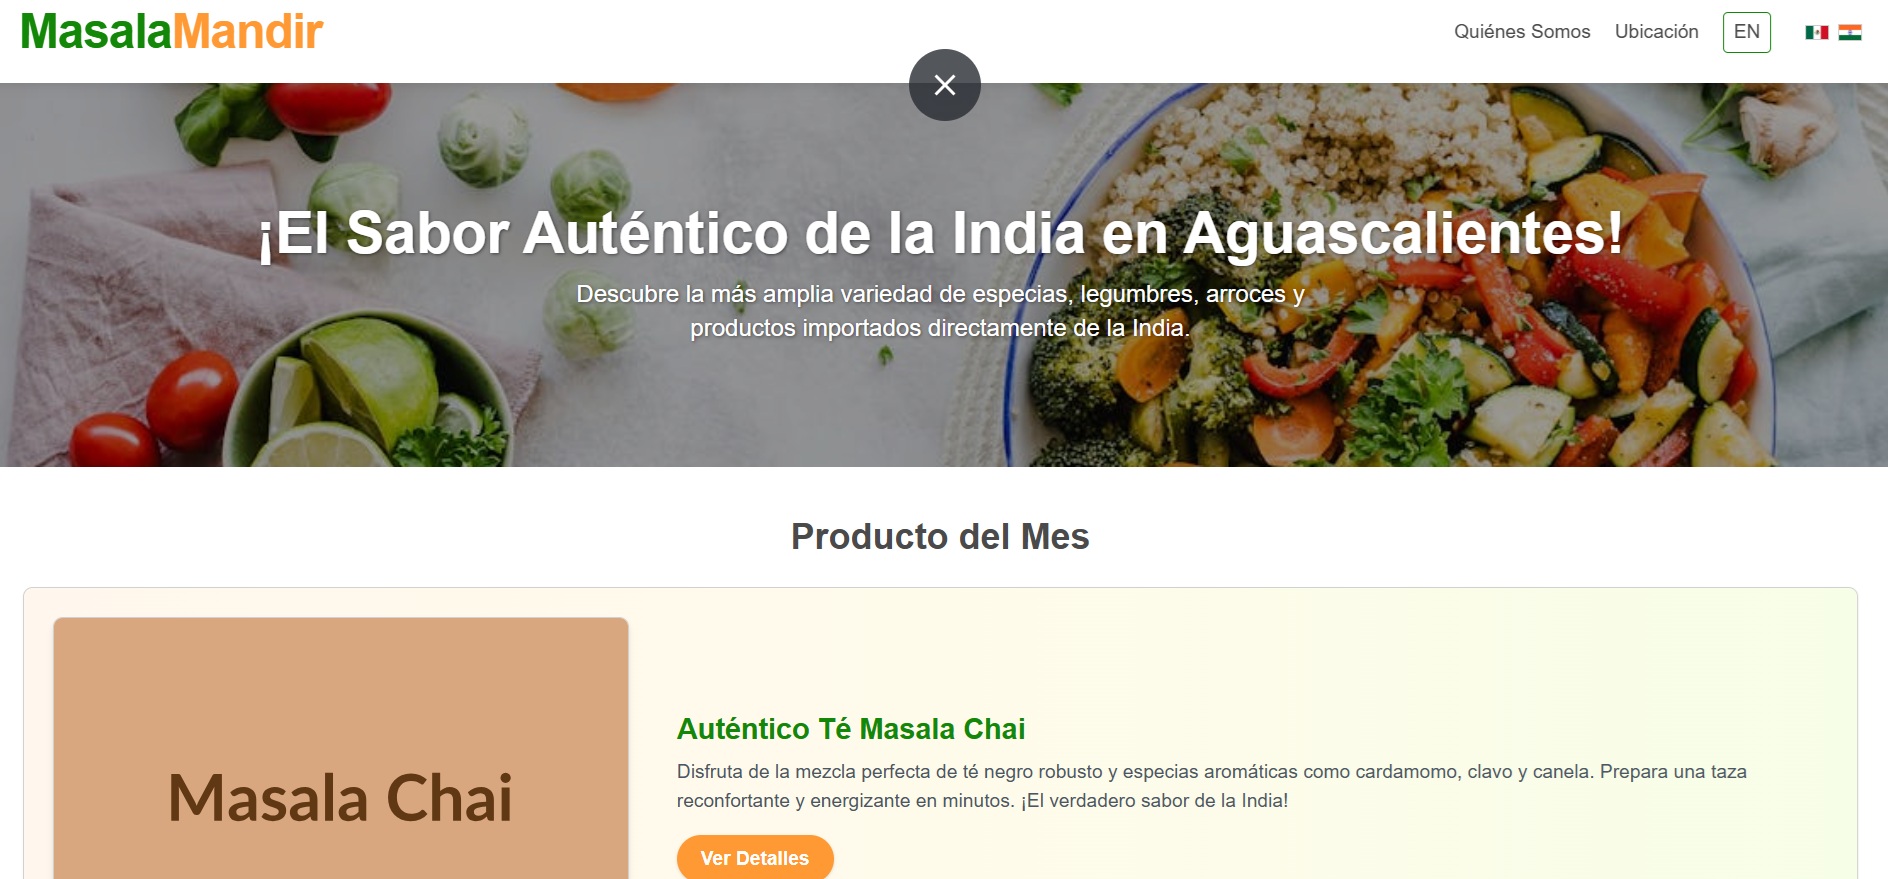 MasalaMandir
Quiénes Somos
Ubicación
EN
¡El Sabor Auténtico de la India en Aguascalientes!
Descubre la más amplia variedad de especias, legumbres, arroces y
productos importados directamente de la India.
Producto del Mes
Masala Chai
Auténtico Té Masala Chai
Disfruta de la mezcla perfecta de té negro robusto y especias aromáticas como cardamomo, clavo y canela. Prepara una taza
reconfortante y energizante en minutos. ¡El verdadero sabor de la India!
Ver Detalles